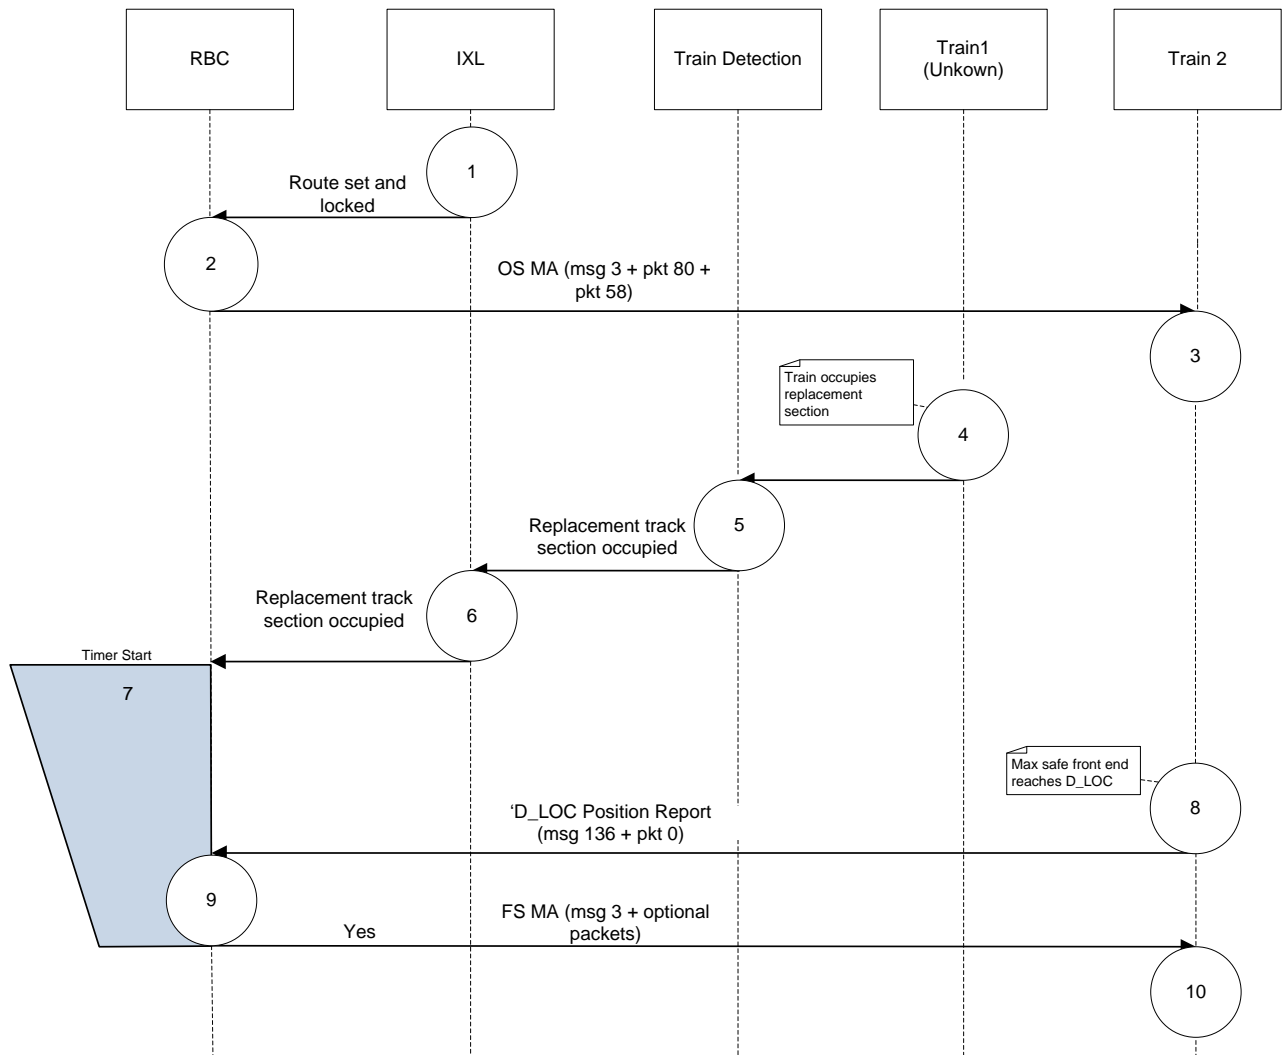 RBC
IXL
Train Detection
Train1
(Unkown)
Train 2
1
Route set and
locked
2
OS MA (msg 3 + pkt 80 +
pkt 58)
3
Train occupies
replacement
section
4
5
Replacement track
section occupied
6
Replacement track
section occupied
Timer Start
7
Max safe front end
reaches D_LOC
8
‘D_LOC Position Report
(msg 136 + pkt 0)
9
FS MA (msg 3 + optional
packets)
Yes
10